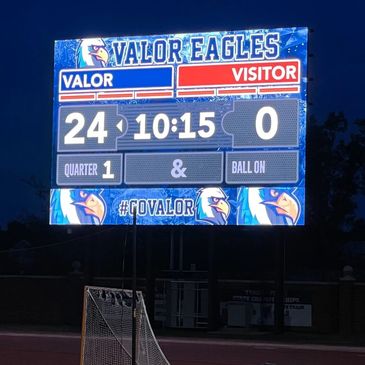 VALOR EAGLES
VALOR VISITOR
24 10:15 0
QUARTER 1 & BALL ON
#GOVALOR